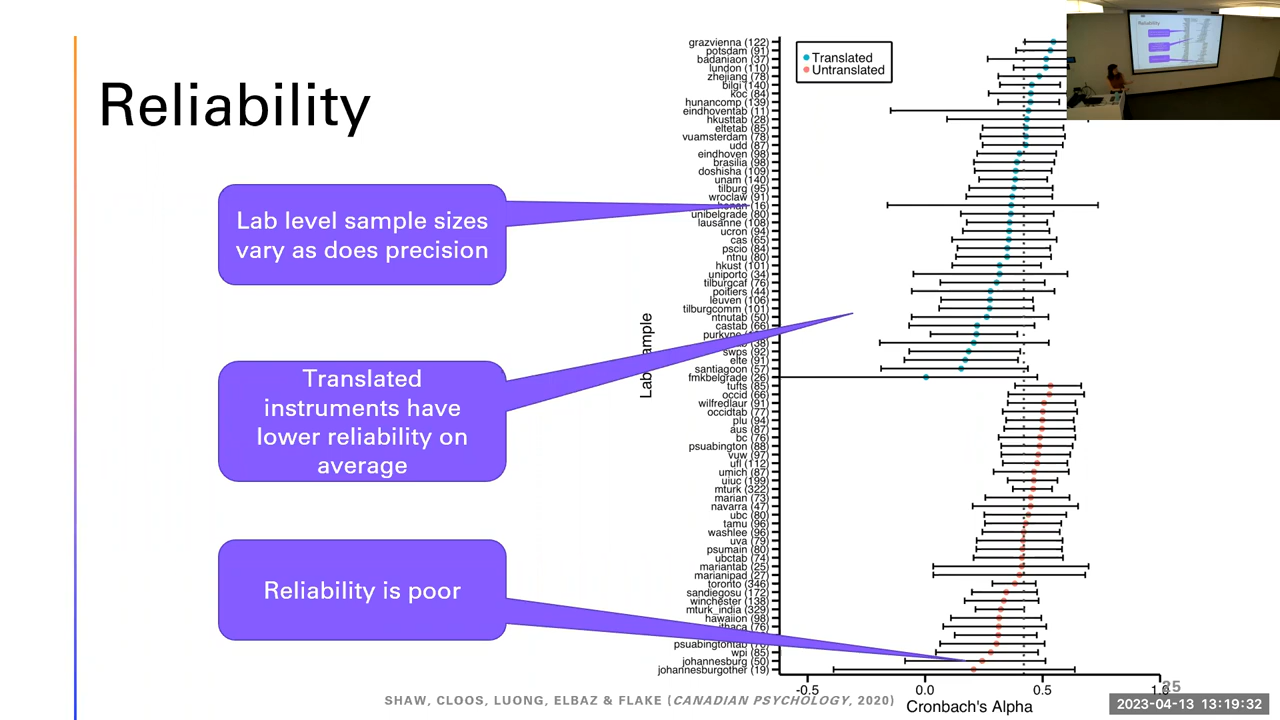 Reliability
Lab level sample sizes
vary as does precision
Translated
instruments have
lower reliability on
average
Reliability is poor
Translated
Untranslated
Lab
grazvienna (122)
potsdam (91)
badaniaon (37)
lundon (110)
zhejiang (78)
bilgi (140)
koc (84)
hunancomp (139)
eindhoventab (11)
hkusttab (28)
eltetab (85)
vuamsterdam (78)
udd (87)
eindhoven (98)
brasilia (98)
doshisha (109)
unam (140)
tilburg (95)
wroclaw (91)
(16)
unibelgrade (80)
lausanne (108)
ucron (94)
cas (65)
pscio (84)
ntnu (80)
hkust (101)
uniporto (34)
tilburgcaf (76)
poitiers (44)
leuven (106)
tilburgcomm (101)
ntnutab (50)
castab (66)
purkyne
swps (92)
elte (91)
santiagoon (57)
fmkbelgrade (26)
tufts (85)
occid (66)
wilfredlaur (91)
occidtab (77)
plu (94)
aus (87)
bc (76)
psuabington (88)
vuw (97)
ufl (112)
umich (87)
uiuc (199)
mturk (322)
marian (73)
navarra (47)
ubc (80)
tamu (96)
washlee (96)
uva (79)
psumain (80)
ubctab (74)
mariantab (25)
marianipad (27)
toronto (346)
sandiegosu (172)
winchester (138)
mturk_india (329)
hawaiion (98)
ithaca (76)
psuabingtontab
wpi (85)
johannesburg (50)
johannesburgother (19)
-0.5 0.0 0.5
Cronbach's Alpha
SHAW, CLOOS, LUONG, ELBAZ & FLAKE (CANADIAN PSYCHOLOGY, 2020)
2023-04-13 13:19:32